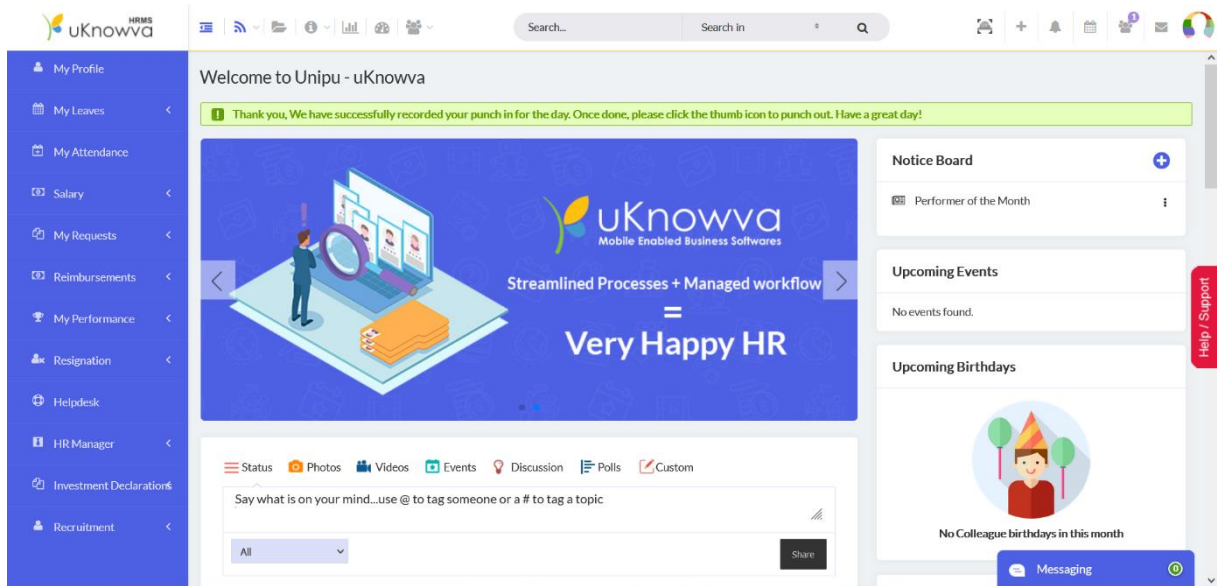 HRMS
uKnowva
Search...
Search in
1
My Profile
My Leaves
My Attendance
Salary
My Requests
Reimbursements
My Performance
Resignation
Helpdesk
HR Manager
Investment Declarations
Recruitment
Welcome to Unipu - uKnowva
Thank you, We have successfully recorded your punch in for the day. Once done, please click the thumb icon to punch out. Have a great day!
uKnowva
Mobile Enabled Business Softwares
Streamlined Processes + Managed workflow
=
Very Happy HR
Status Photos Videos Events Discussion Polls Custom
Say what is on your mind...use @ to tag someone or a # to tag a topic
All
Share
Notice Board
Performer of the Month
Upcoming Events
No events found.
Upcoming Birthdays
No Colleague birthdays in this month
Help / Support
Messaging 0